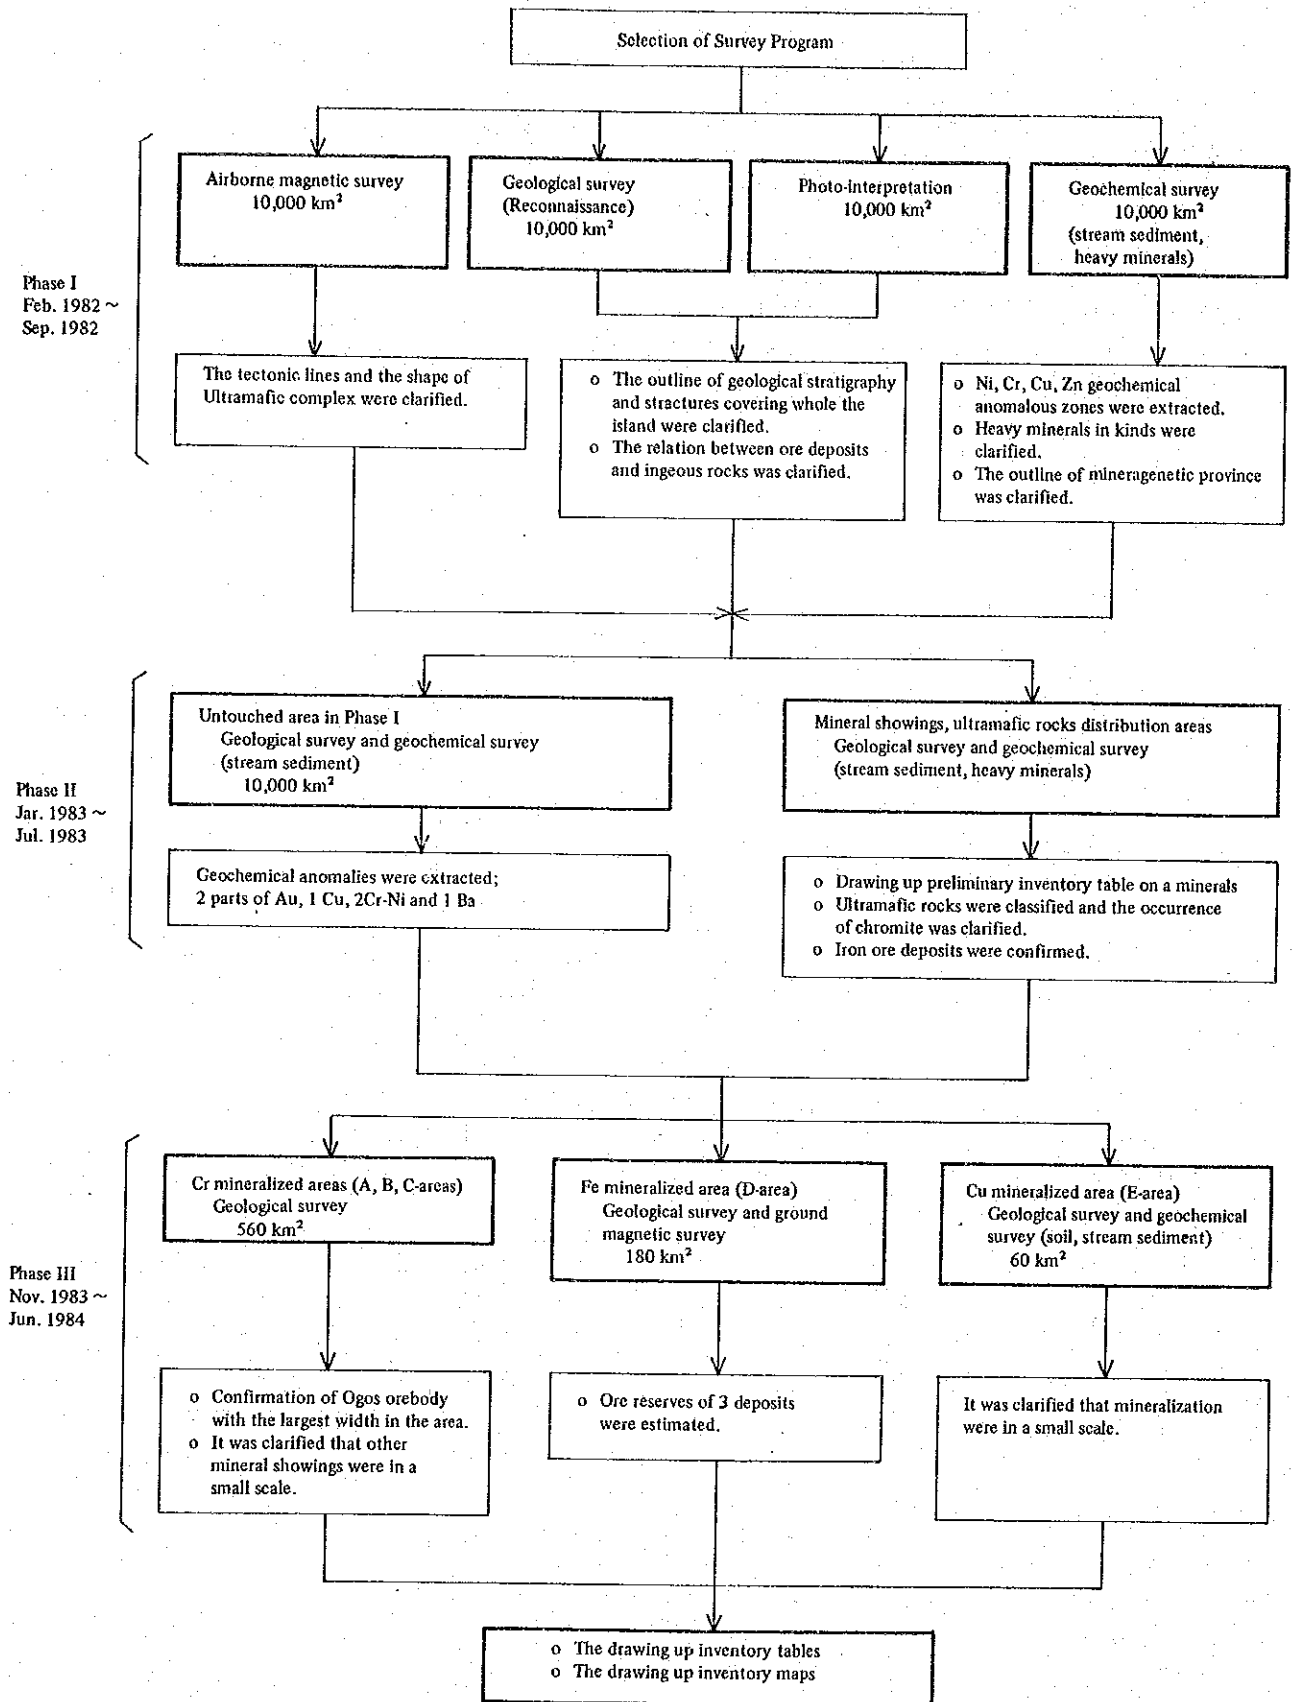 Selection of Survey Program
Phase I
Feb. 1982 ~
Sep. 1982
Airborne magnetic survey
10,000 km²
Geological survey
(Reconnaissance)
10,000 km²
Photo-interpretation
10,000 km²
Geochemical survey
10,000 km²
(stream sediment,
heavy minerals)
The tectonic lines and the shape of
Ultramafic complex were clarified.
o The outline of geological stratigraphy
and stractures covering whole the
island were clarified.
o The relation between ore deposits
and ingeous rocks was clarified.
o Ni, Cr, Cu, Zn geochemical
anomalous zones were extracted.
o Heavy minerals in kinds were
clarified.
o The outline of mineragenetic province
was clarified.
Phase II
Jar. 1983 ~
Jul. 1983
Untouched area in Phase I
Geological survey and geochemical survey
(stream sediment)
10,000 km²
Mineral showings, ultramafic rocks distribution areas
Geological survey and geochemical survey
(stream sediment, heavy minerals)
Geochemical anomalies were extracted;
2 parts of Au, 1 Cu, 2Cr-Ni and 1 Ba
o Drawing up preliminary inventory table on a minerals
o Ultramafic rocks were classified and the occurrence
of chromite was clarified.
o Iron ore deposits were confirmed.
Phase III
Nov. 1983 ~
Jun. 1984
Cr mineralized areas (A, B, C-areas)
Geological survey
560 km²
Fe mineralized area (D-area)
Geological survey and ground
magnetic survey
180 km²
Cu mineralized area (E-area)
Geological survey and geochemical
survey (soil, stream sediment)
60 km²
o Confirmation of Ogos orebody
with the largest width in the area.
o It was clarified that other
mineral showings were in a
small scale.
o Ore reserves of 3 deposits
were estimated.
It was clarified that mineralization
were in a small scale.
o The drawing up inventory tables
o The drawing up inventory maps